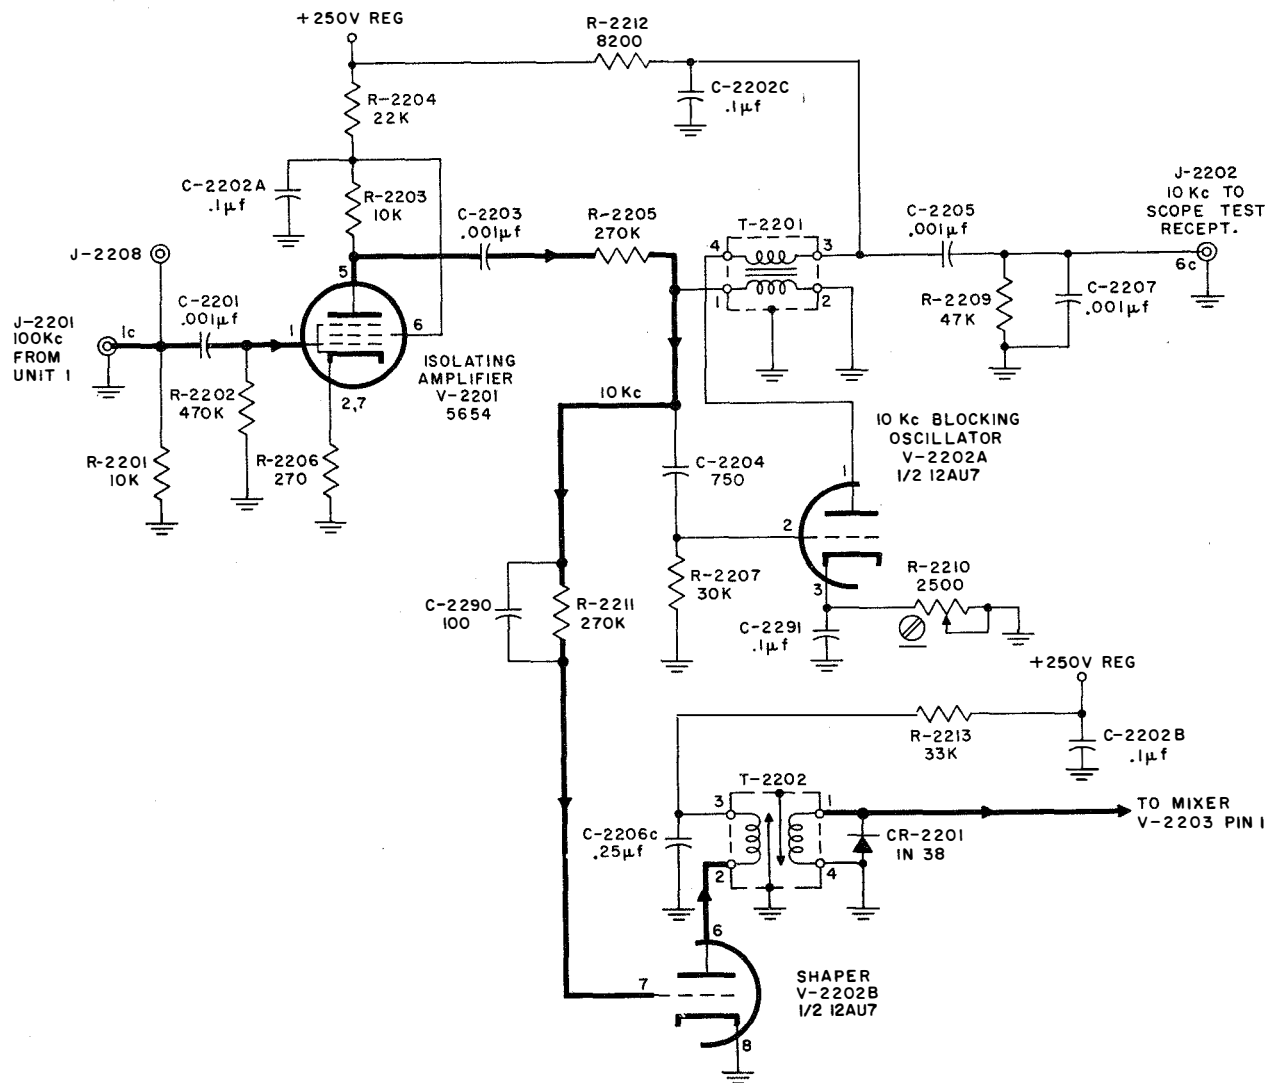 +250V REG
R-2212
8200
C-2202C
.1µf
R-2204
22K
C-2202A
.1µf
R-2203
10K
C-2203
.001µf
R-2205
270K
T-2201
4
3
1
2
C-2205
.001µf
J-2202
10 Kc TO
SCOPE TEST
RECEPT.
6c
R-2209
47K
C-2207
.001µf
J-2208
J-2201
100Kc
FROM
UNIT 1
1c
C-2201
.001µf
1
5
6
2,7
ISOLATING
AMPLIFIER
V-2201
5654
R-2202
470K
R-2201
10K
R-2206
270
10Kc
C-2204
750
10 Kc BLOCKING
OSCILLATOR
V-2202A
1/2 12AU7
1
2
3
R-2207
30K
R-2210
2500
C-2291
.1µf
C-2290
100
R-2211
270K
+250V REG
R-2213
33K
C-2202B
.1µf
T-2202
3
1
2
4
C-2206c
.25µf
CR-2201
IN 38
TO MIXER
V-2203 PIN 1
6
7
8
SHAPER
V-2202B
1/2 12AU7